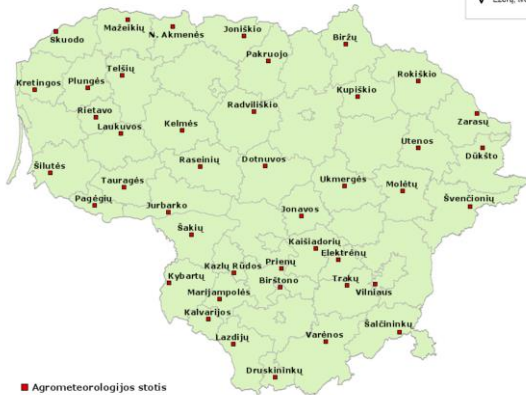 Skuodo
Mažeikių
N. Akmenės
Joniškio
Pakruojo
Biržų
Rokiškio
Zarasų
Kretingos
Plungės
Telšių
Rietavo
Laukuvos
Kelmės
Radviliškio
Kupiškio
Utenos
Dūkšto
Šilutės
Tauragės
Pagėgių
Raseinių
Dotnuvos
Ukmergės
Molėtų
Švenčionių
Jurbarko
Jonavos
Šakių
Kaišiadorių
Elektrėnų
Kybartų
Kazlų Rūdos
Prienų
Birštono
Trakų
Vilniaus
Marijampolės
Kalvarijos
Lazdijų
Varėnos
Šalčininkų
Druskininkų
Agrometeorologijos stotis